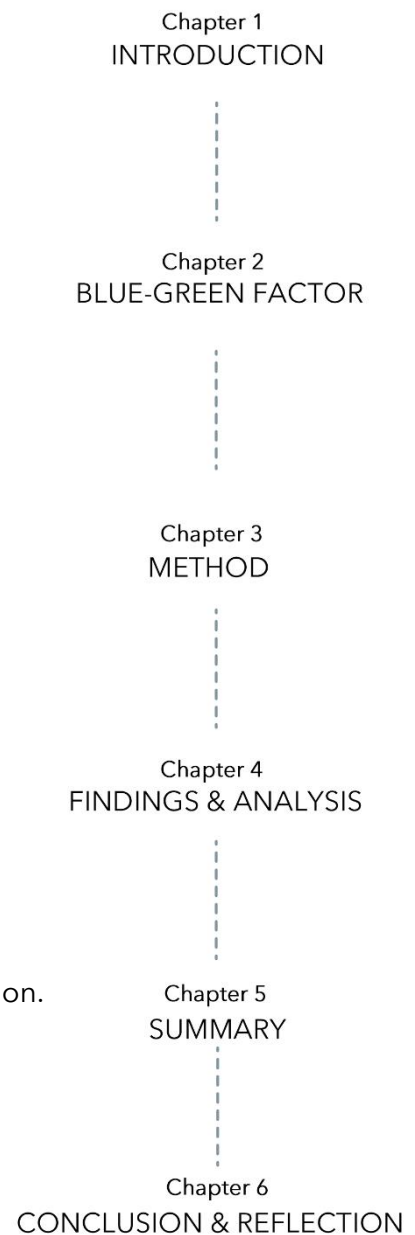 Chapter 1
INTRODUCTION
Chapter 2
BLUE-GREEN FACTOR
Chapter 3
METHOD
Chapter 4
FINDINGS & ANALYSIS
on.
Chapter 5
SUMMARY
Chapter 6
CONCLUSION & REFLECTION